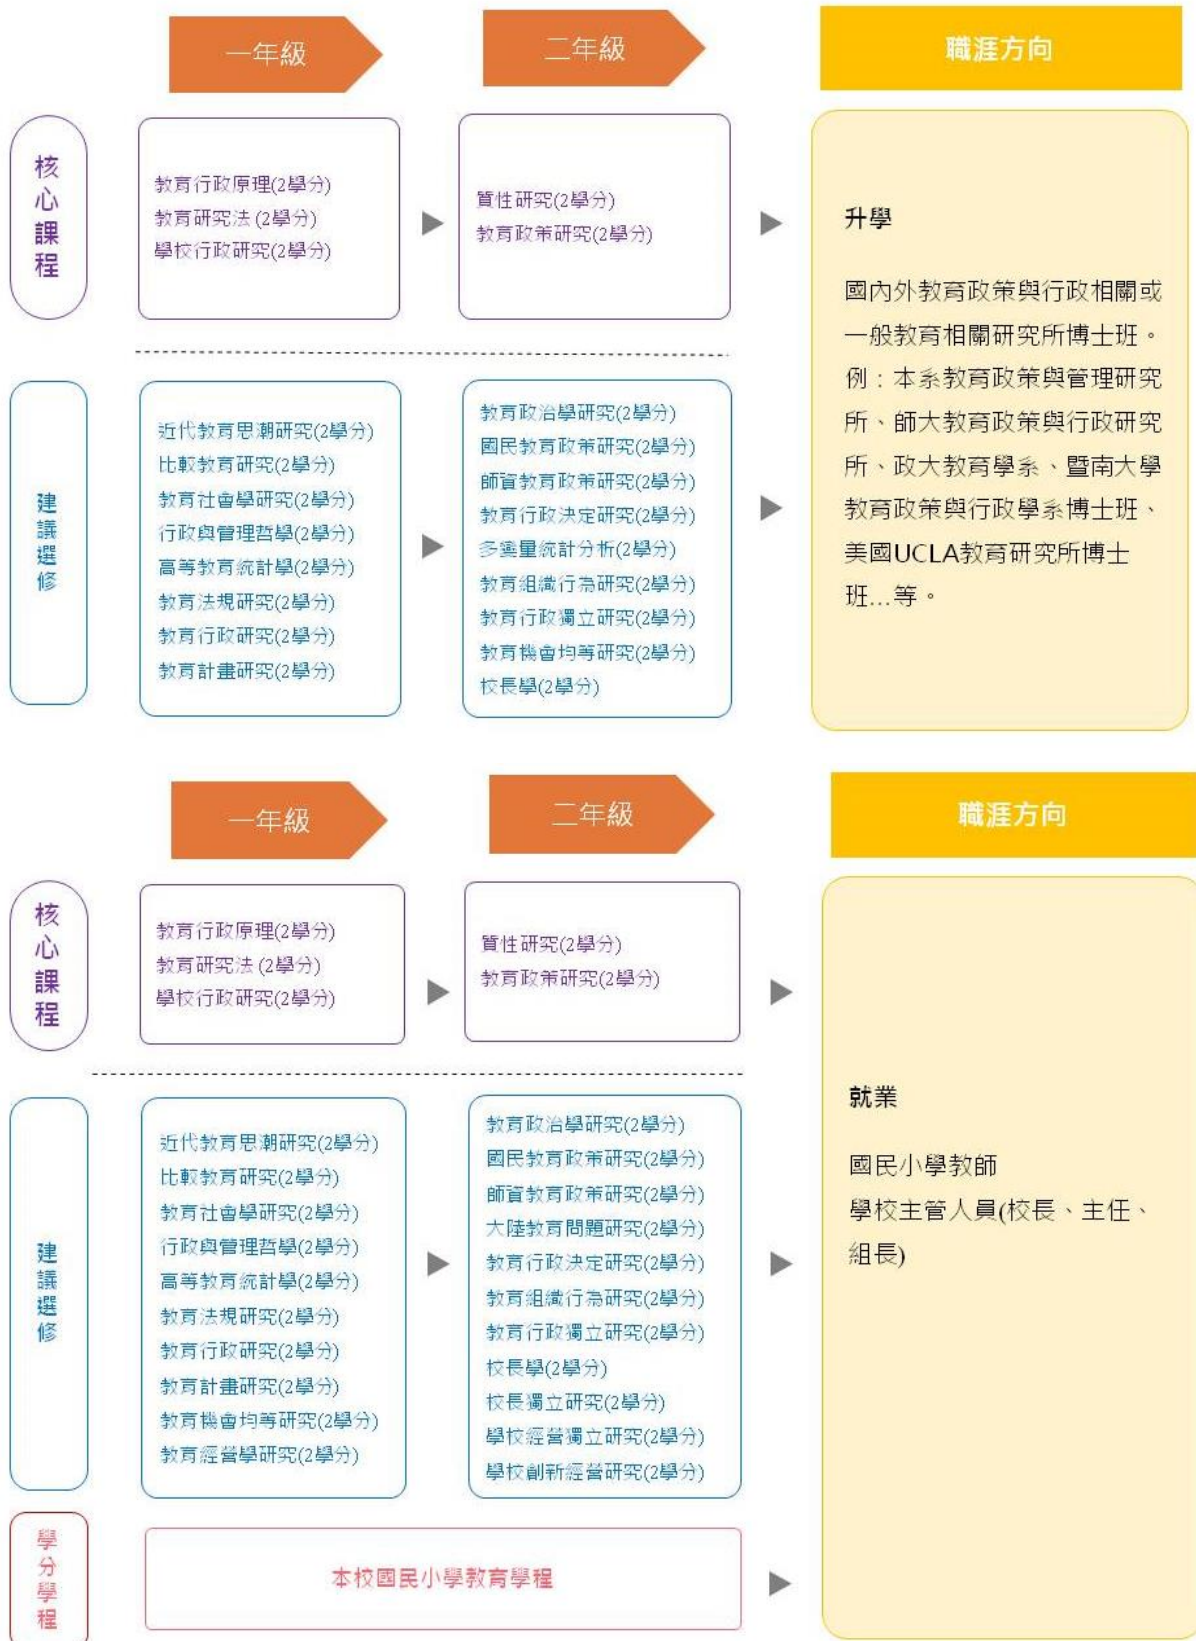 一年級
二年級
職涯方向
核心課程
教育行政原理(2學分)
教育研究法 (2學分)
學校行政研究(2學分)
質性研究(2學分)
教育政策研究(2學分)
升學
國內外教育政策與行政相關或
一般教育相關研究所博士班。
例：本系教育政策與管理研究
所、師大教育政策與行政研究
所、政大教育學系、暨南大學
教育政策與行政學系博士班、
美國UCLA教育研究所博士
班...等。
建議選修
近代教育思潮研究(2學分)
比較教育研究(2學分)
教育社會學研究(2學分)
行政與管理哲學(2學分)
高等教育統計學(2學分)
教育法規研究(2學分)
教育行政研究(2學分)
教育計畫研究(2學分)
教育政治學研究(2學分)
國民教育政策研究(2學分)
師資教育政策研究(2學分)
教育行政決定研究(2學分)
多變量統計分析(2學分)
教育組織行為研究(2學分)
教育行政獨立研究(2學分)
教育機會均等研究(2學分)
校長學(2學分)
一年級
二年級
職涯方向
核心課程
教育行政原理(2學分)
教育研究法 (2學分)
學校行政研究(2學分)
質性研究(2學分)
教育政策研究(2學分)
就業
國民小學教師
學校主管人員(校長、主任、
組長)
建議選修
近代教育思潮研究(2學分)
比較教育研究(2學分)
教育社會學研究(2學分)
行政與管理哲學(2學分)
高等教育統計學(2學分)
教育法規研究(2學分)
教育行政研究(2學分)
教育計畫研究(2學分)
教育機會均等研究(2學分)
教育經營學研究(2學分)
教育政治學研究(2學分)
國民教育政策研究(2學分)
師資教育政策研究(2學分)
大陸教育問題研究(2學分)
教育行政決定研究(2學分)
教育組織行為研究(2學分)
教育行政獨立研究(2學分)
校長學(2學分)
校長獨立研究(2學分)
學校經營獨立研究(2學分)
學校創新經營研究(2學分)
學分學程
本校國民小學教育學程